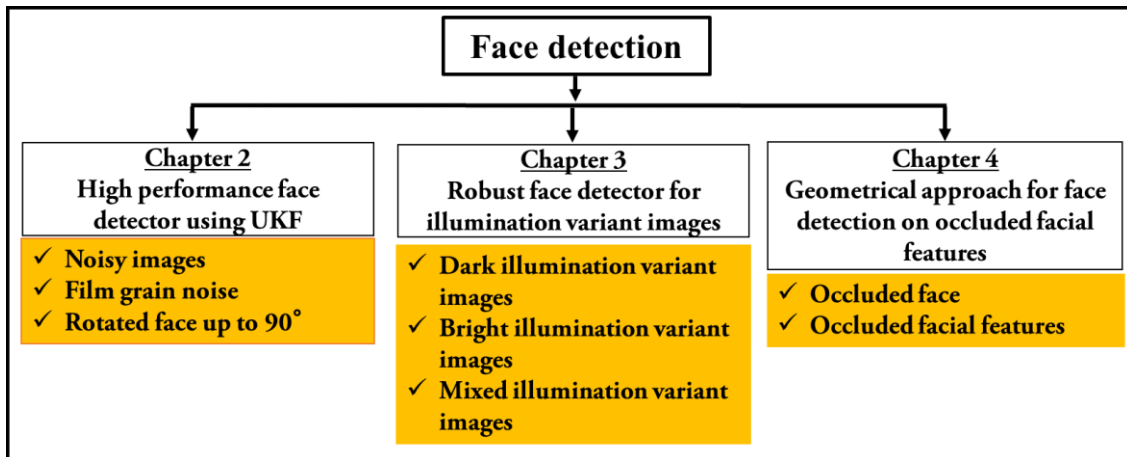 Face detection
Chapter 2
High performance face
detector using UKF
✓ Noisy images
✓ Film grain noise
✓ Rotated face up to 90°
Chapter 3
Robust face detector for
illumination variant images
✓ Dark illumination variant
images
✓ Bright illumination variant
images
✓ Mixed illumination variant
images
Chapter 4
Geometrical approach for face
detection on occluded facial
features
✓ Occluded face
✓ Occluded facial features